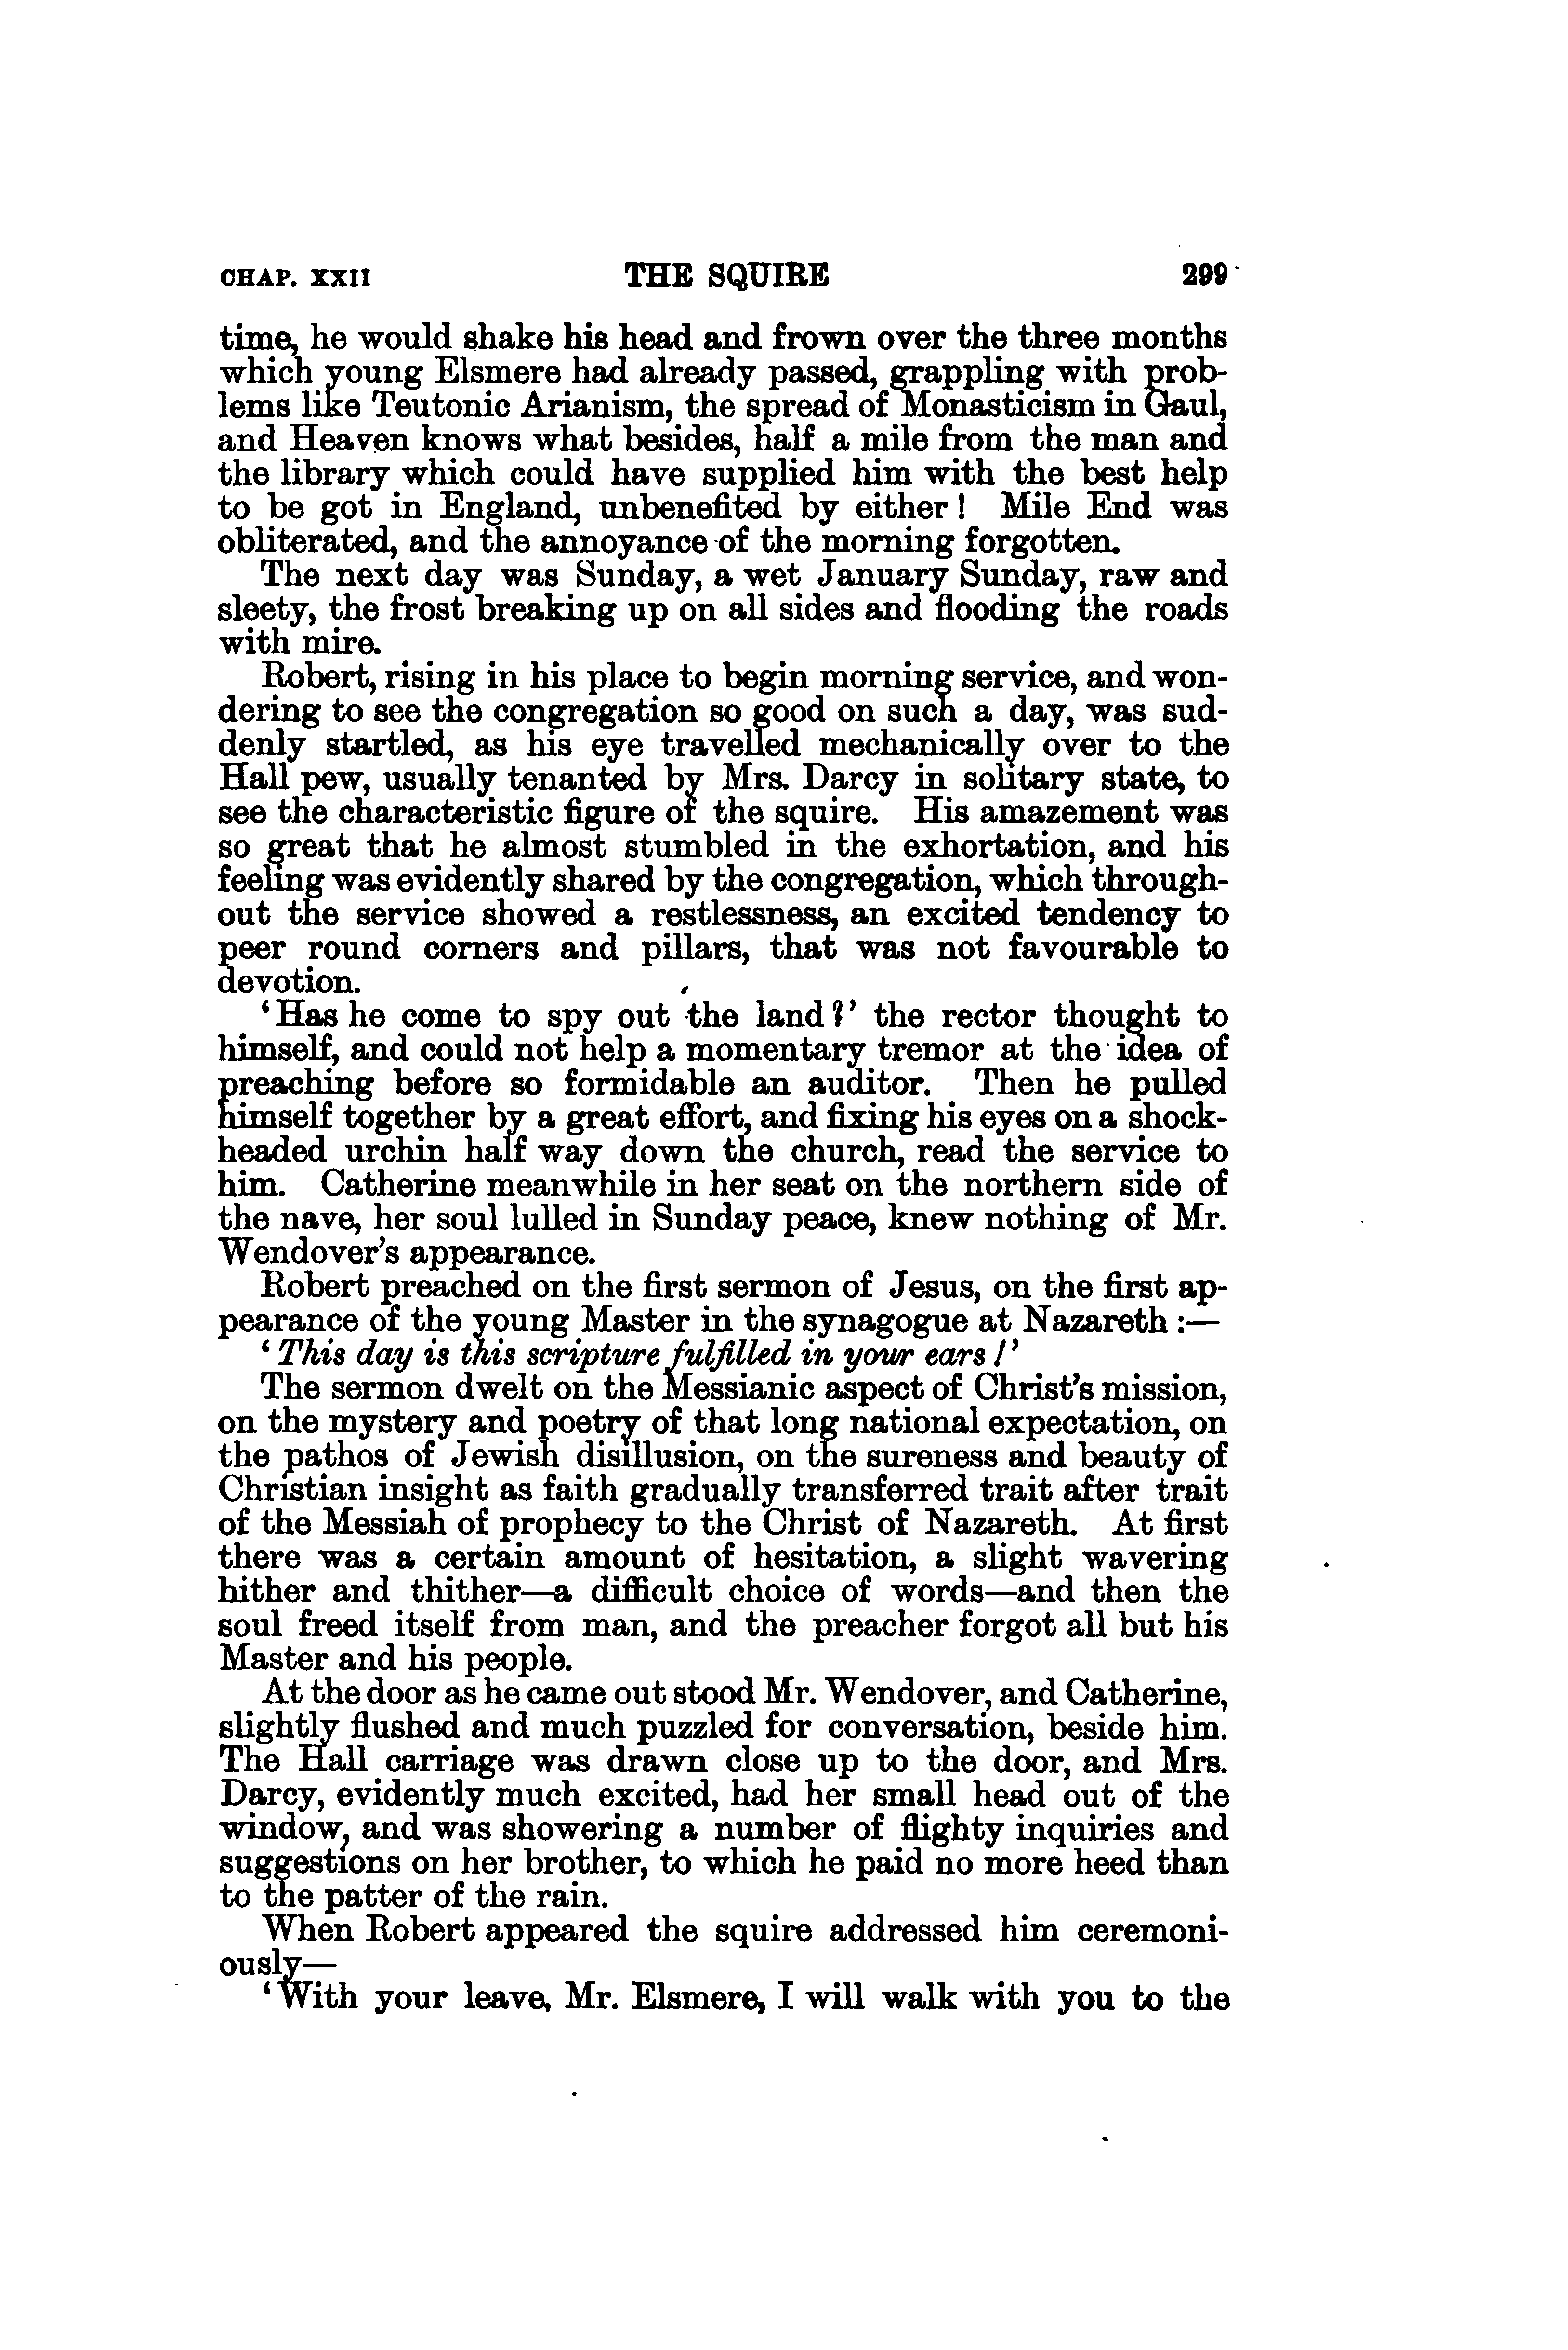 CHAP. XXII THE SQUIRE 299
time, he would shake his head and frown over the three months
which young Elsmere had already passed, grappling with prob-
lems like Teutonic Arianism, the spread of Monasticism in Gaul,
and Heaven knows what besides, half a mile from the man and
the library which could have supplied him with the best help
to be got in England, unbenefited by either! Mile End was
obliterated, and the annoyance of the morning forgotten.
The next day was Sunday, a wet January Sunday, raw and
sleety, the frost breaking up on all sides and flooding the roads
with mire.
Robert, rising in his place to begin morning service, and won-
dering to see the congregation so good on such a day, was sud-
denly startled, as his eye travelled mechanically over to the
Hall pew, usually tenanted by Mrs. Darcy in solitary state, to
see the characteristic figure of the squire. His amazement was
so great that he almost stumbled in the exhortation, and his
feeling was evidently shared by the congregation, which through-
out the service showed a restlessness, an excited tendency to
peer round corners and pillars, that was not favourable to
devotion.
‘Has he come to spy out the land?’ the rector thought to
himself, and could not help a momentary tremor at the idea of
preaching before so formidable an auditor. Then he pulled
himself together by a great effort, and fixing his eyes on a shock-
headed urchin half way down the church, read the service to
him. Catherine meanwhile in her seat on the northern side of
the nave, her soul lulled in Sunday peace, knew nothing of Mr.
Wendover’s appearance.
Robert preached on the first sermon of Jesus, on the first ap-
pearance of the young Master in the synagogue at Nazareth:—
‘This day is this scripture fulfilled in your ears!’
The sermon dwelt on the Messianic aspect of Christ’s mission,
on the mystery and poetry of that long national expectation, on
the pathos of Jewish disillusion, on the sureness and beauty of
Christian insight as faith gradually transferred trait after trait
of the Messiah of prophecy to the Christ of Nazareth. At first
there was a certain amount of hesitation, a slight wavering
hither and thither—a difficult choice of words—and then the
soul freed itself from man, and the preacher forgot all but his
Master and his people.
At the door as he came out stood Mr. Wendover, and Catherine,
slightly flushed and much puzzled for conversation, beside him.
The Hall carriage was drawn close up to the door, and Mrs.
Darcy, evidently much excited, had her small head out of the
window, and was showering a number of flighty inquiries and
suggestions on her brother, to which he paid no more heed than
to the patter of the rain.
When Robert appeared the squire addressed him ceremoni-
ously—
‘With your leave, Mr. Elsmere, I will walk with you to the